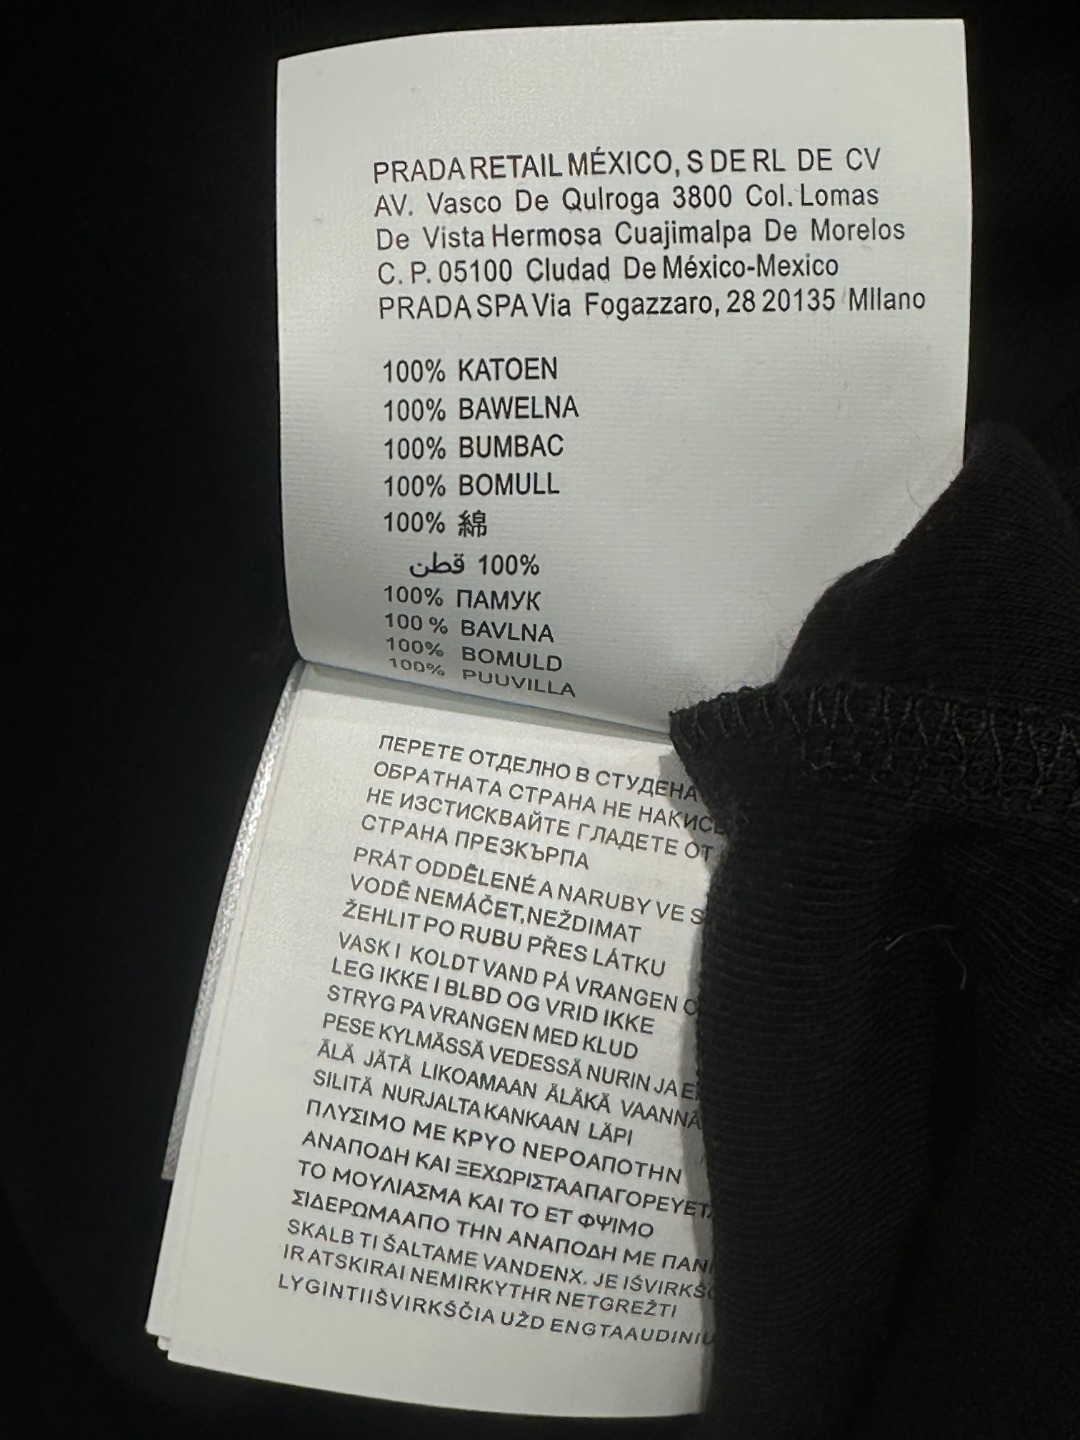 PRADA RETAIL MÉXICO, S DE RL DE CV
AV. Vasco De Qulroga 3800 Col. Lomas
De Vista Hermosa Cuajimalpa De Morelos
C. P. 05100 Cludad De México-Mexico
PRADA SPA Via Fogazzaro, 28 20135 MIlano
100% KATOEN
100% BAWELNA
100% BUMBAC
100% BOMULL
100% 綿
100% قطن
100% ПАМУК
100 % BAVLNA
100% BOMULD
100% PUUVILLA
ПЕРЕТЕ ОТДЕЛНО В СТУДЕНА
ОБРАТНАТА СТРАНА НЕ
НЕ ИЗСТИСКВАЙТЕ ГЛАДЕТЕ ОТ
СТРАНА ПРЕЗКЪРПА
PRÁT ODDĚLENÉ A NARUBY VE
VODĚ NEMÁČET, NEŽDIMAT
ŽEHLIT PO RUBU PŘES LÁTKU
VASK I KOLDT VAND PÅ VRANGEN
LEG IKKE I BLBD OG VRID IKKE
STRYG PA VRANGEN MED KLUD
PESE KYLMÄSSÄ VEDESSÄ NURIN JA
ÄLÄ JÄTÄ LIKOAMAAN ÄLÄKÄ
SILITÄ NURJALTA KANKAAN LÄPI
ΠΛΥΣΙΜΟ ΜΕ ΚΡΥΟ ΝΕΡΟΑΠΟΤΗΝ
ΑΝΑΠΟΔΗ ΚΑΙ
ΤΟ ΜΟΥΛΙΑΣΜΑ ΚΑΙ ΤΟ ΕΤ ΦΨΙΜΟ
ΣΙΔΕΡΩΜΑΑΠΟ ΤΗΝ ΑΝΑΠΟΔΗ ΜΕ
SKALB TI ŠALTAME VANDENX. JE
IR ATSKIRAI NEMIRKYTHR NETGREŽTI
LYGINTIIŠVIRKŠČIA UŽD